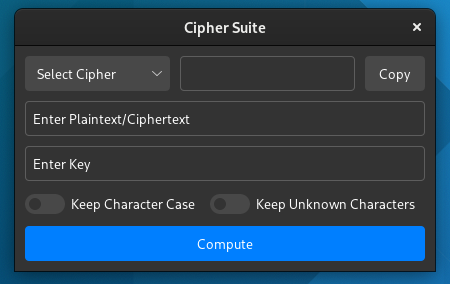 Cipher Suite
Select Cipher
Copy
Enter Plaintext/Ciphertext
Enter Key
Keep Character Case
Keep Unknown Characters
Compute